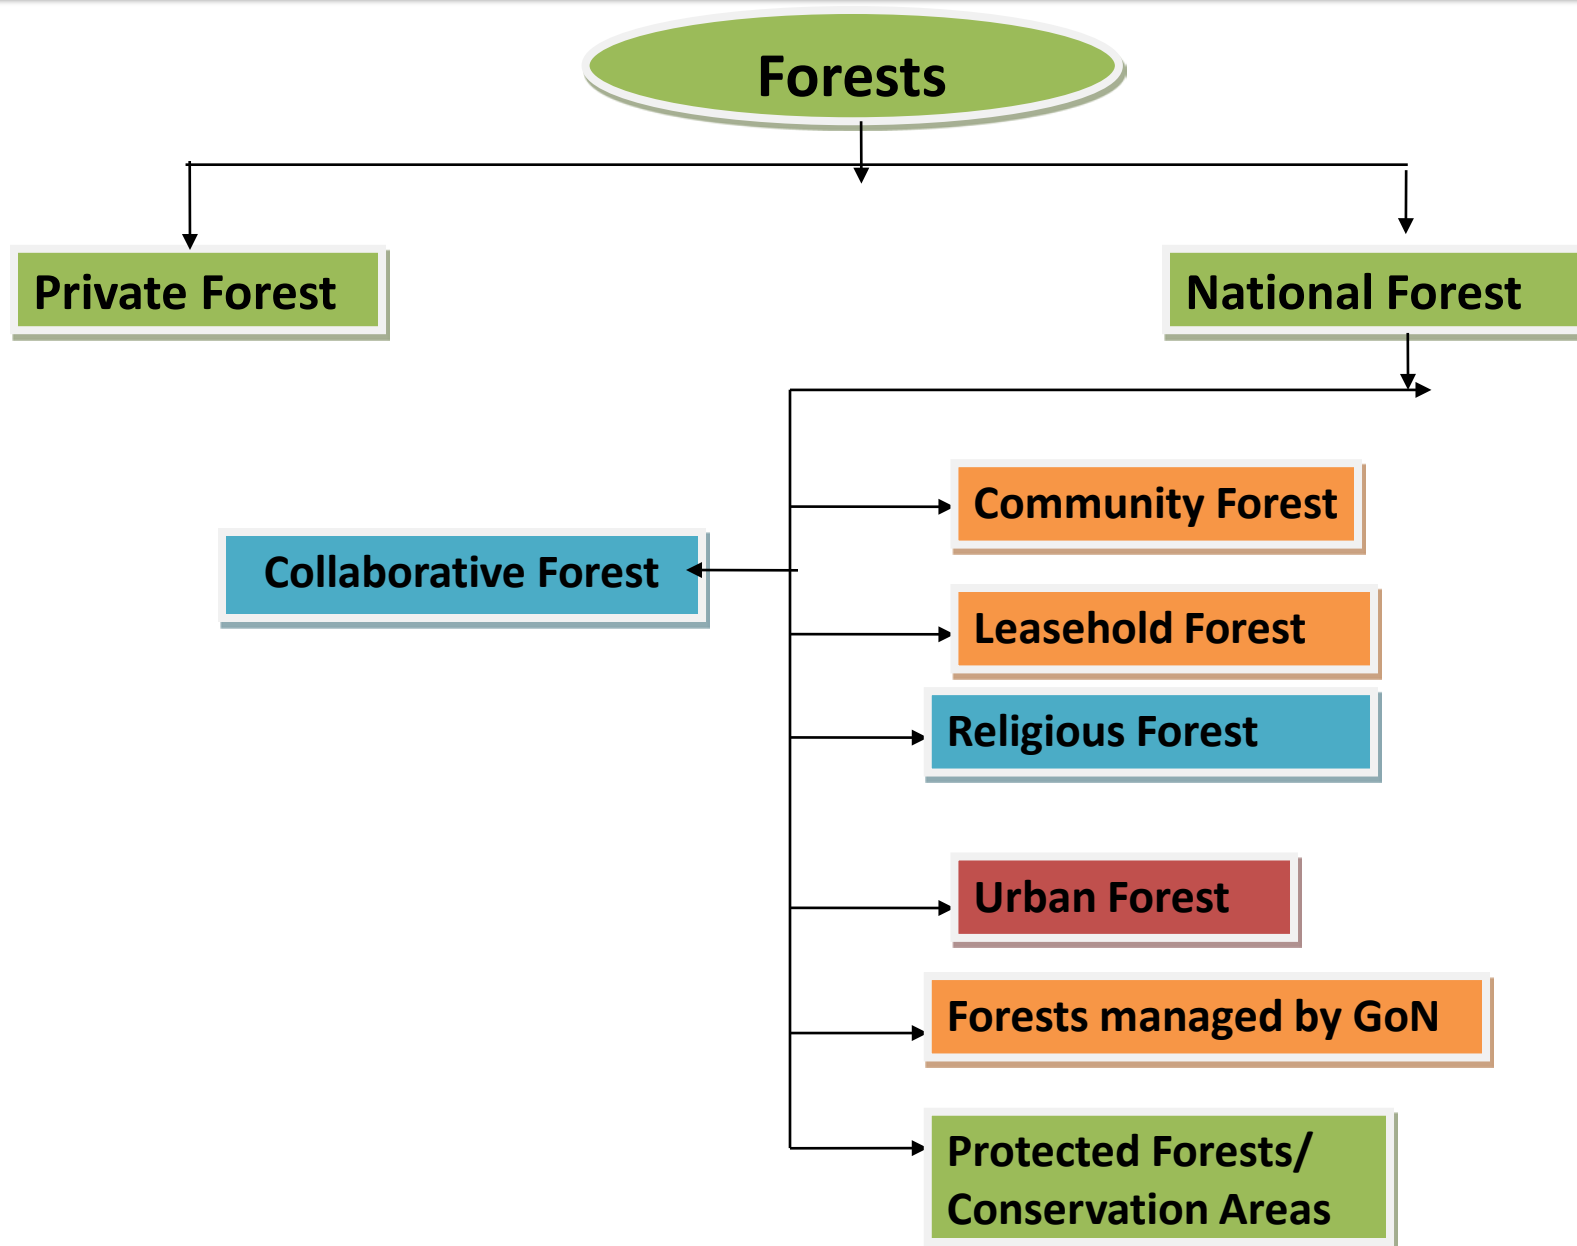 Forests
Private Forest
National Forest
Community Forest
Collaborative Forest
Leasehold Forest
Religious Forest
Urban Forest
Forests managed by GoN
Protected Forests/
Conservation Areas